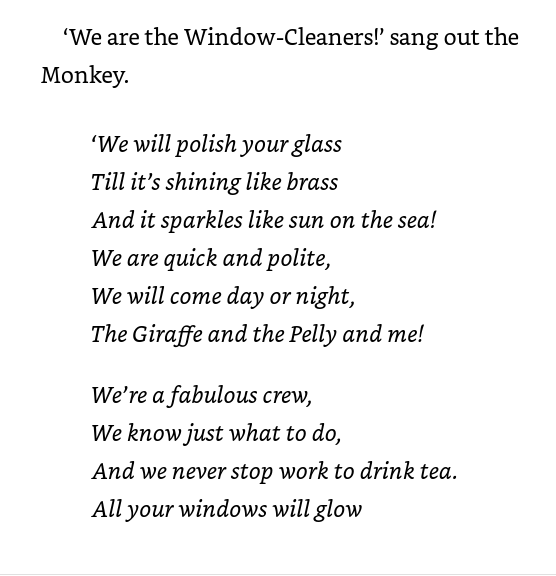 ‘We are the Window-Cleaners!’ sang out the
Monkey.
‘We will polish your glass
Till it’s shining like brass
And it sparkles like sun on the sea!
We are quick and polite,
We will come day or night,
The Giraffe and the Pelly and me!
We’re a fabulous crew,
We know just what to do,
And we never stop work to drink tea.
All your windows will glow